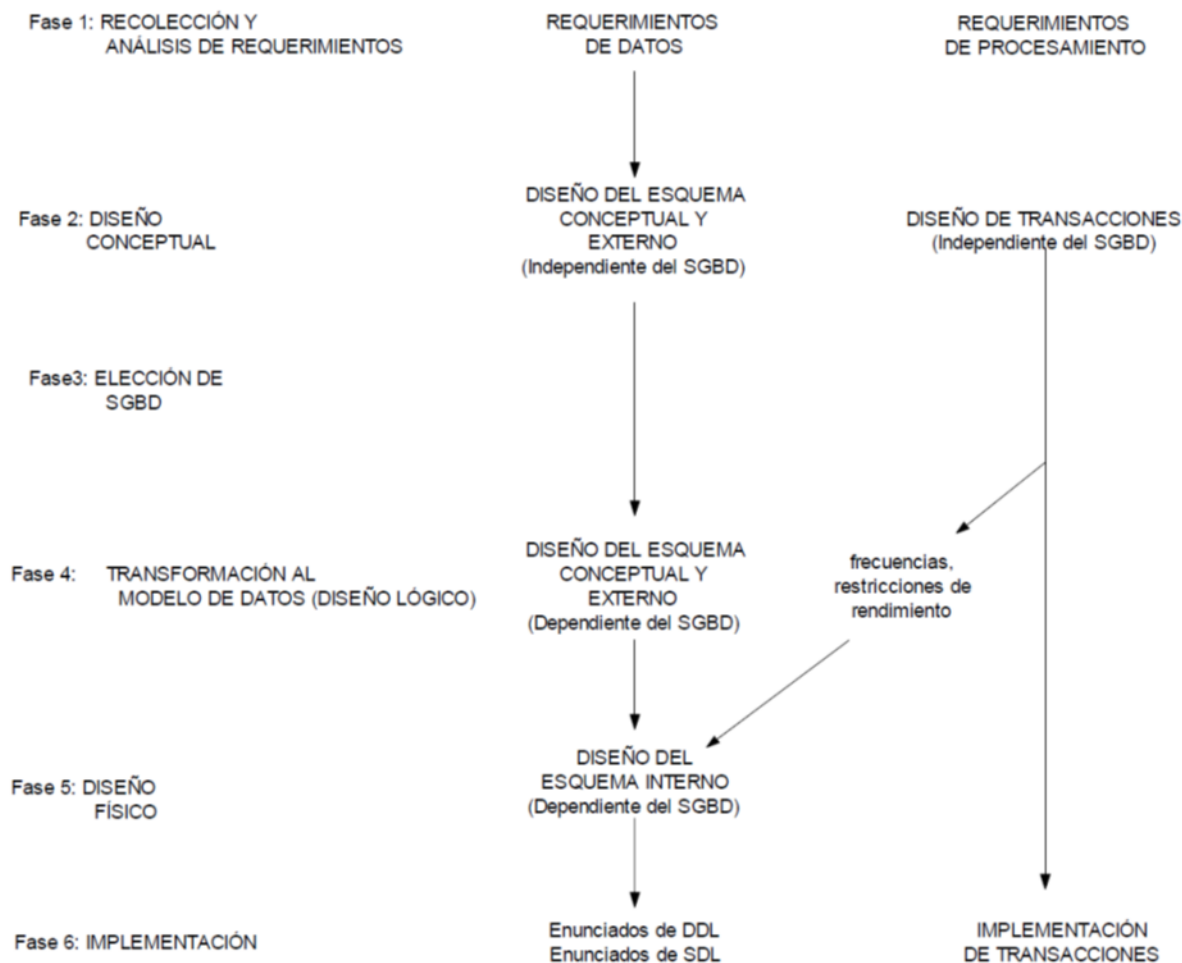 Fase 1: RECOLECCIÓN Y
ANÁLISIS DE REQUERIMIENTOS
REQUERIMIENTOS
DE DATOS
REQUERIMIENTOS
DE PROCESAMIENTO
Fase 2: DISEÑO
CONCEPTUAL
DISEÑO DEL ESQUEMA
CONCEPTUAL Y
EXTERNO
(Independiente del SGBD)
DISEÑO DE TRANSACCIONES
(Independiente del SGBD)
Fase3: ELECCIÓN DE
SGBD
Fase 4: TRANSFORMACIÓN AL
MODELO DE DATOS (DISEÑO LÓGICO)
DISEÑO DEL ESQUEMA
CONCEPTUAL Y
EXTERNO
(Dependiente del SGBD)
frecuencias,
restricciones de
rendimiento
Fase 5: DISEÑO
FÍSICO
DISEÑO DEL
ESQUEMA INTERNO
(Dependiente del SGBD)
Fase 6: IMPLEMENTACIÓN
Enunciados de DDL
Enunciados de SDL
IMPLEMENTACIÓN
DE TRANSACCIONES